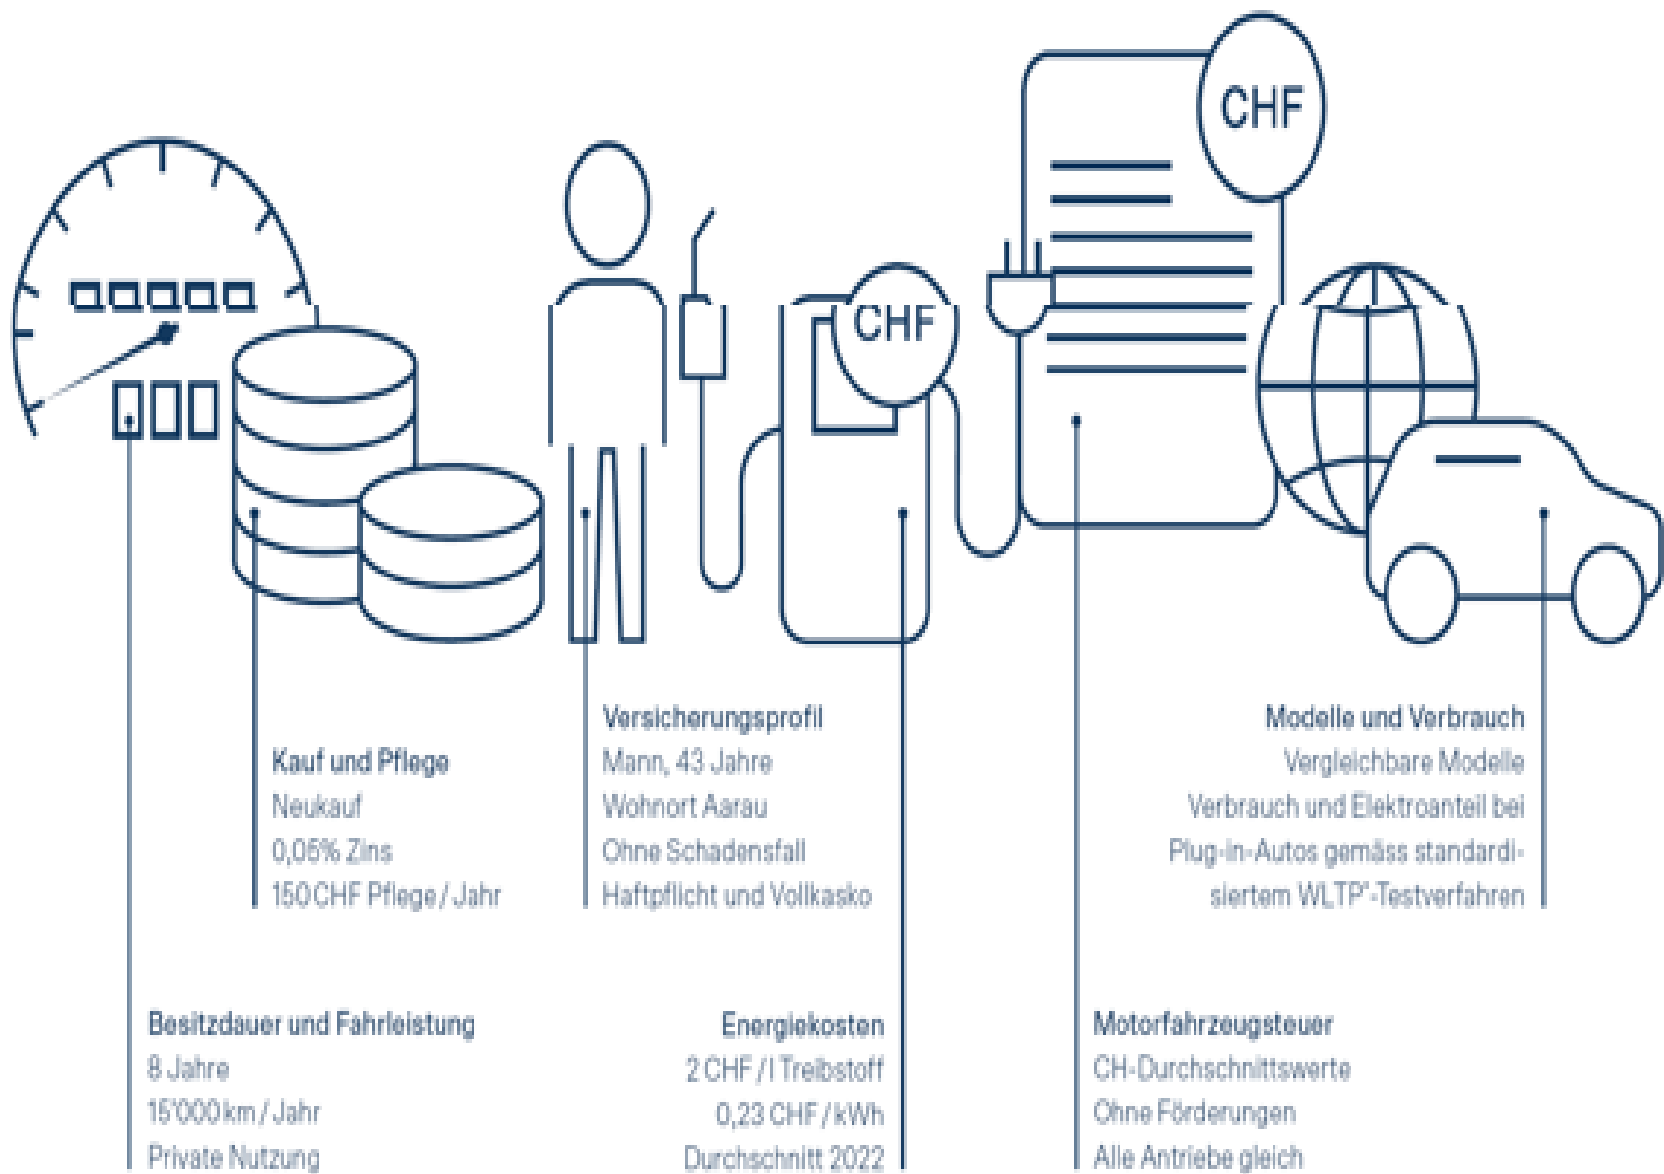 CHF
CHF
Versicherungsprofil
Mann, 43 Jahre
Wohnort Aarau
Ohne Schadensfall
Haftpflicht und Vollkasko
Modelle und Verbrauch
Vergleichbare Modelle
Verbrauch und Elektroanteil bei
Plug-in-Autos gemäss standardi-
siertem WLTP*-Testverfahren
Kauf und Pflege
Neukauf
0,05% Zins
150 CHF Pflege / Jahr
Besitzdauer und Fahrleistung
8 Jahre
15'000 km / Jahr
Private Nutzung
Energiekosten
2 CHF / l Treibstoff
0,23 CHF / kWh
Durchschnitt 2022
Motorfahrzeugsteuer
CH-Durchschnittswerte
Ohne Förderungen
Alle Antriebe gleich